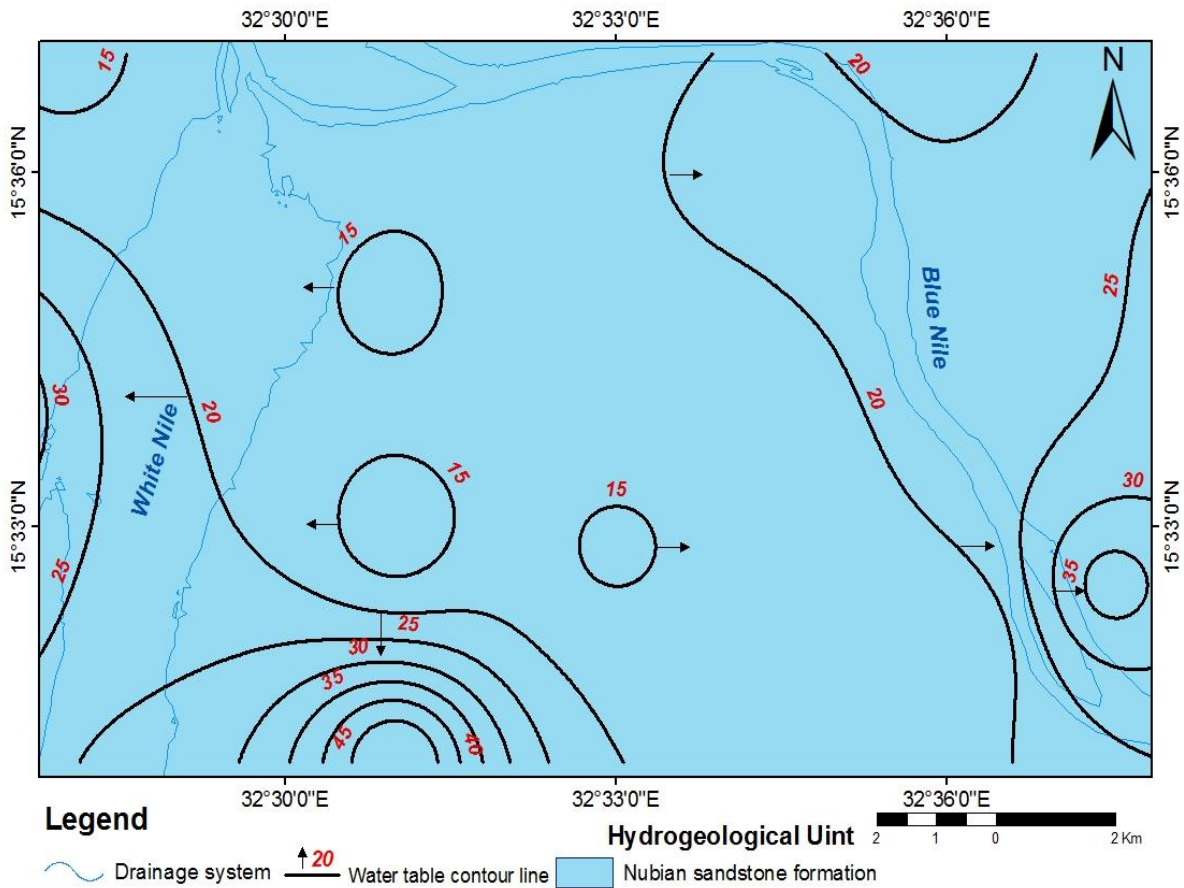 32°30'0"E 32°33'0"E 32°36'0"E
15 20 N
15°36'0"N 15°36'0"N
15
25
Blue Nile
30 20 20
White Nile
15 15 30
15°33'0"N 15°33'0"N
25 35
25
30
35
45 40
32°30'0"E 32°33'0"E 32°36'0"E
Legend
Hydrogeological Uint 2 1 0 2 Km
Drainage system 20 Water table contour line Nubian sandstone formation